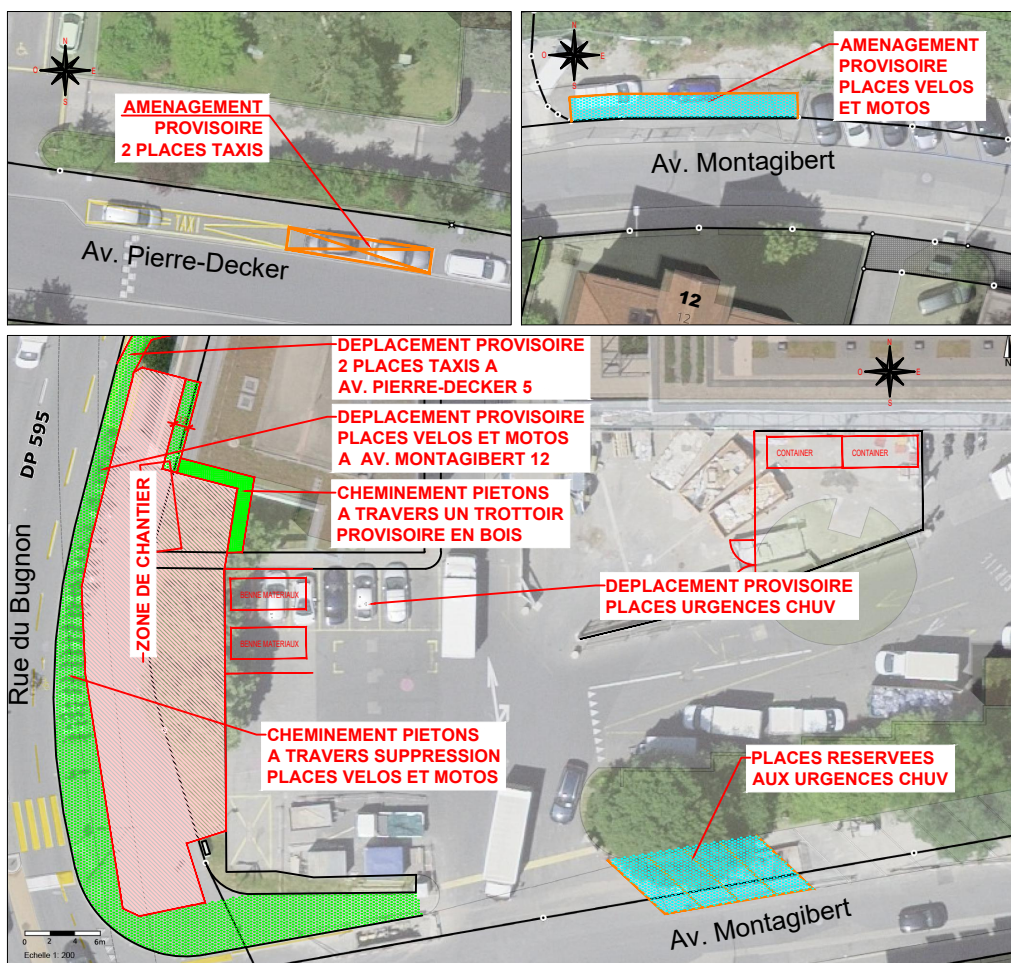 N
O
E
S
AMENAGEMENT
PROVISOIRE
2 PLACES TAXIS
TAXI
Av. Pierre-Decker
N
O
E
S
AMENAGEMENT
PROVISOIRE
PLACES VELOS
ET MOTOS
Av. Montagibert
12
12
DEPLACEMENT PROVISOIRE
2 PLACES TAXIS A
AV. PIERRE-DECKER 5
DEPLACEMENT PROVISOIRE
PLACES VELOS ET MOTOS
A AV. MONTAGIBERT 12
CHEMINEMENT PIETONS
A TRAVERS UN TROTTOIR
PROVISOIRE EN BOIS
N
O
E
S
N
CONTAINER
CONTAINER
DP 595
Rue du Bugnon
ZONE DE CHANTIER
BENNE MATERIAUX
BENNE MATERIAUX
DEPLACEMENT PROVISOIRE
PLACES URGENCES CHUV
CHEMINEMENT PIETONS
A TRAVERS SUPPRESSION
PLACES VELOS ET MOTOS
PLACES RESERVEES
AUX URGENCES CHUV
Av. Montagibert
0 2 4 6m
Echelle 1: 200